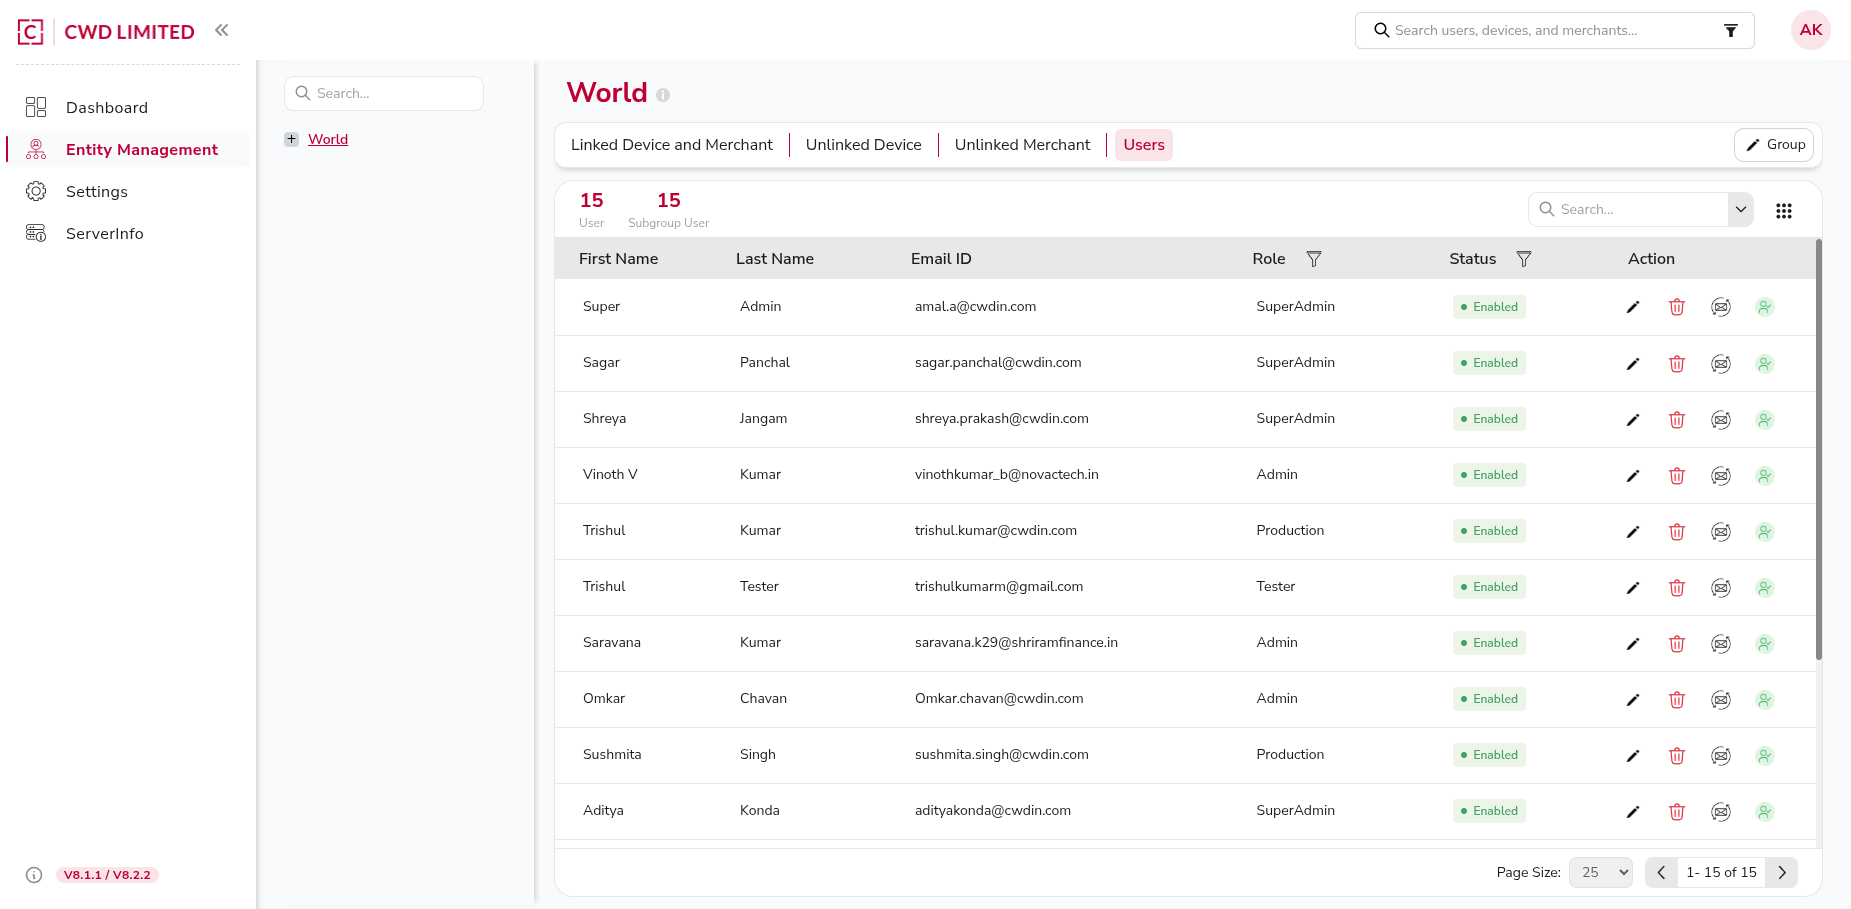 CWD LIMITED
Search users, devices, and merchants...
AK
Dashboard
Entity Management
Settings
ServerInfo
V8.1.1 / V8.2.2
Search...
World
World
Linked Device and Merchant
Unlinked Device
Unlinked Merchant
Users
Group
15 15
User Subgroup User
Search...
First Name Last Name Email ID Role Status Action
Super Admin amal.a@cwdin.com SuperAdmin Enabled
Sagar Panchal sagar.panchal@cwdin.com SuperAdmin Enabled
Shreya Jangam shreya.prakash@cwdin.com SuperAdmin Enabled
Vinoth V Kumar vinothkumar_b@novactech.in Admin Enabled
Trishul Kumar trishul.kumar@cwdin.com Production Enabled
Trishul Tester trishulkumarm@gmail.com Tester Enabled
Saravana Kumar saravana.k29@shriramfinance.in Admin Enabled
Omkar Chavan Omkar.chavan@cwdin.com Admin Enabled
Sushmita Singh sushmita.singh@cwdin.com Production Enabled
Aditya Konda adityakonda@cwdin.com SuperAdmin Enabled
Page Size: 25 1- 15 of 15